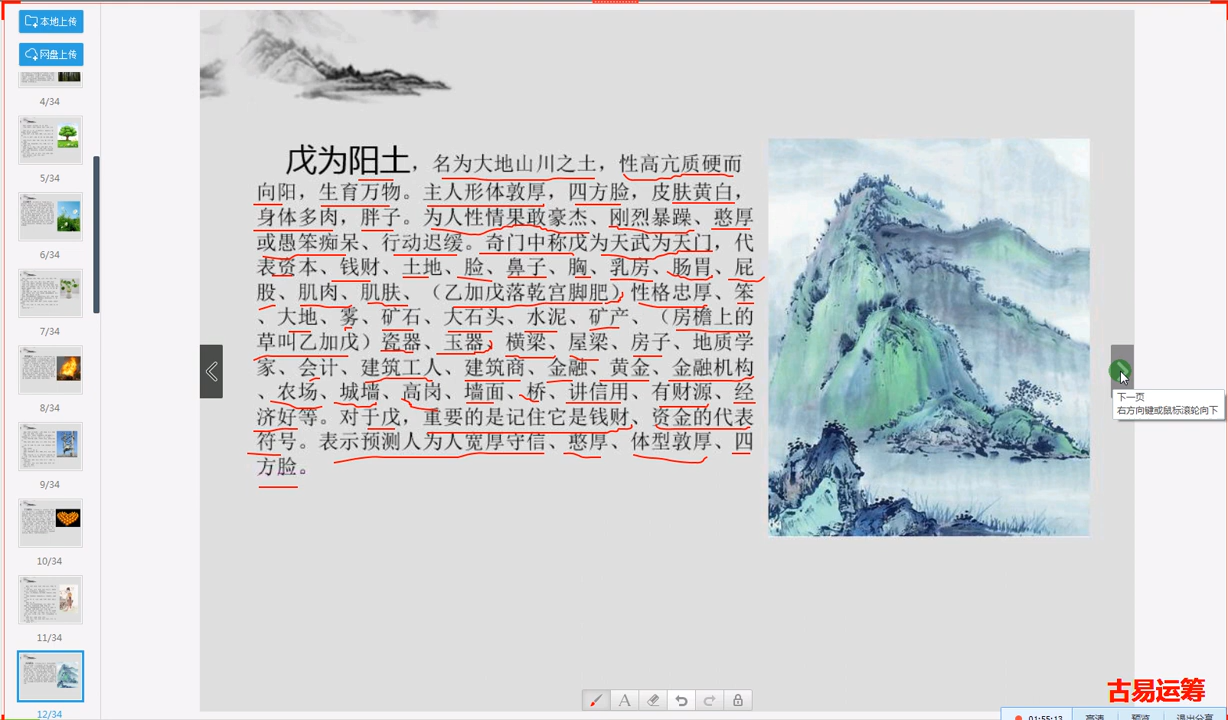 本地上传
网盘上传
4/34
5/34
6/34
7/34
8/34
9/34
10/34
11/34
12/34
戊为阳土，名为大地山川之土，性高亢质硬而
向阳，生育万物。主人形体敦厚，四方脸，皮肤黄白，
身体多肉，胖子。为人性情果敢豪杰、刚烈暴躁、憨厚
或愚笨痴呆、行动迟缓。奇门中称戊为天武为天门，代
表资本、钱财、土地、脸、鼻子、胸、乳房、肠胃、屁
股、肌肉、肌肤、（乙加戊落乾宫脚肥）性格忠厚、笨
、大地、雾、矿石、大石头、水泥、矿产、（房檐上的
草叫乙加戊）瓷器、玉器，横梁、屋梁、房子、地质学
家、会计、建筑工人、建筑商、金融、黄金、金融机构
、农场、城墙、高岗、墙面、桥、讲信用、有财源、经
济好等。对于戊，重要的是记住它是钱财、资金的代表
符号。表示预测人为人宽厚守信、憨厚、体型敦厚、四
方脸。
下一页
右方向键或鼠标滚轮向下
A
古易运筹
01:55:13
高清
预览
退出分享